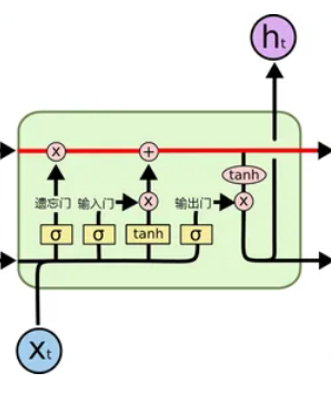 ht
x +
tanh
遗忘门 输入门 x 输出门 x
σ σ tanh σ
Xt